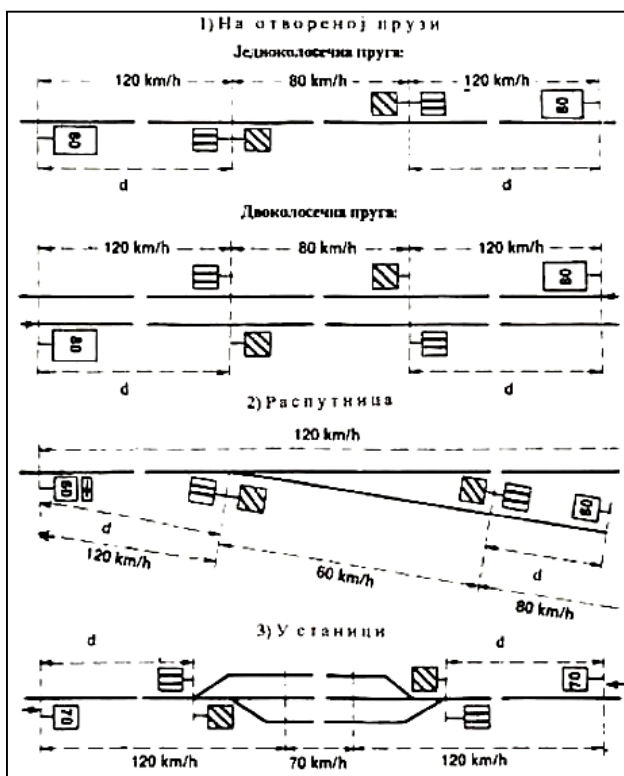 1) На отвореној прузи
Једноколосечна пруга:
120 km/h 80 km/h 120 km/h
80
80
d d
Двоколосечна пруга:
120 km/h 80 km/h 120 km/h
80
80
d d
2) Распутница
120 km/h
60
60
d
d
120 km/h
60 km/h
80 km/h
3) У станици
d d
70
70
120 km/h 70 km/h 120 km/h